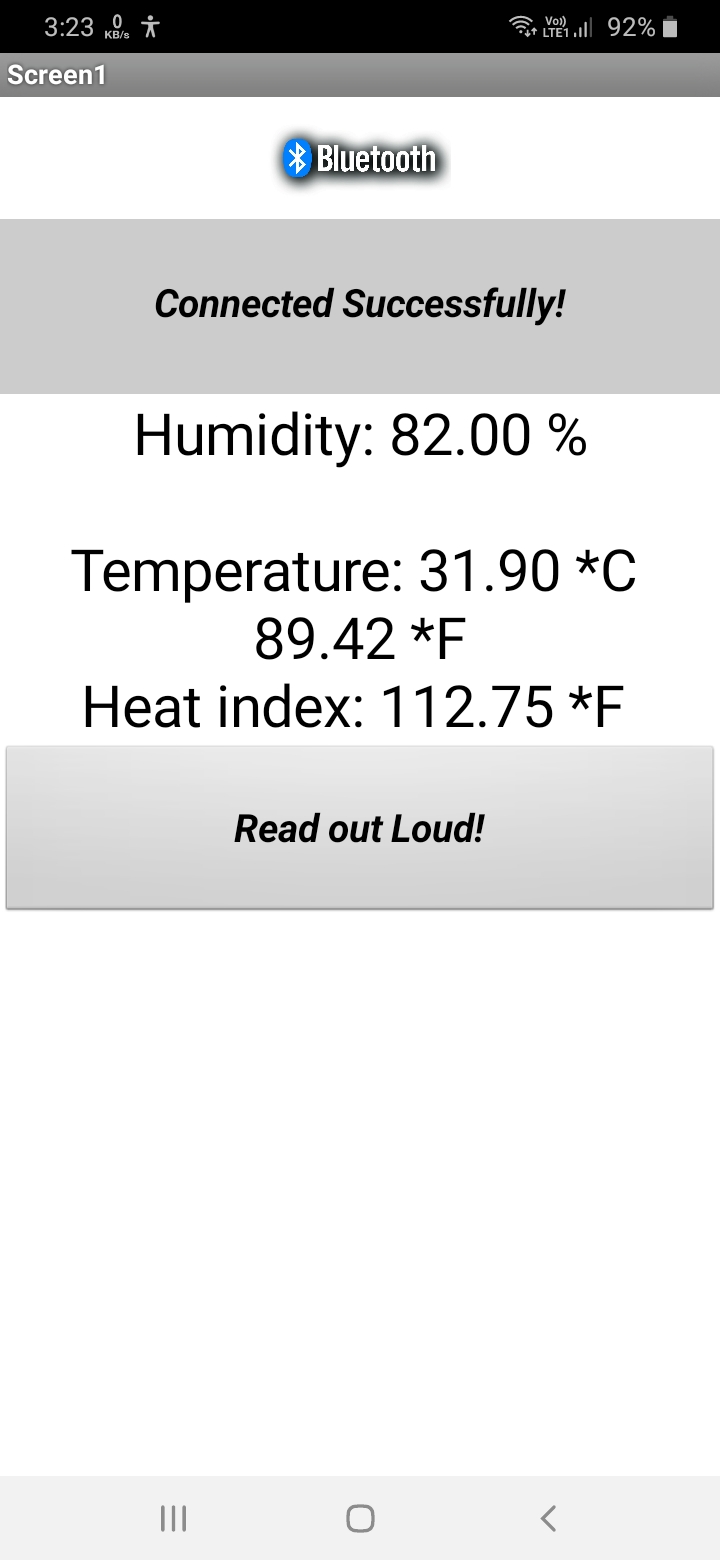 3:23 0 KB/s Vo)) LTE1 92%
Screen1
Bluetooth
Connected Successfully!
Humidity: 82.00 %
Temperature: 31.90 *C
89.42 *F
Heat index: 112.75 *F
Read out Loud!